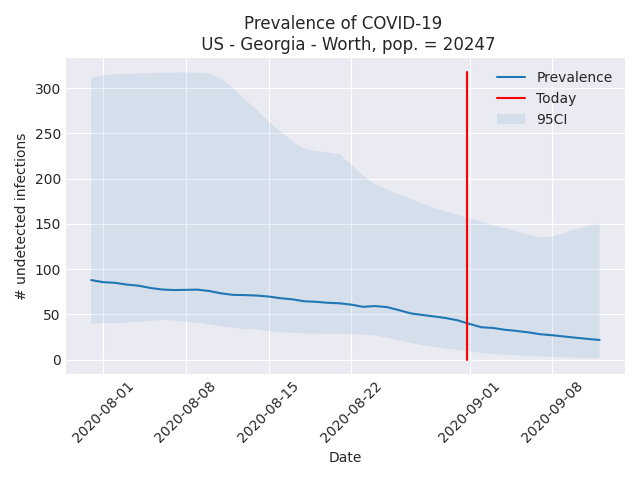 Prevalence of COVID-19
US - Georgia - Worth, pop. = 20247
Prevalence
Today
95CI
# undetected infections
300
250
200
150
100
50
0
2020-08-01
2020-08-08
2020-08-15
2020-08-22
2020-09-01
2020-09-08
Date